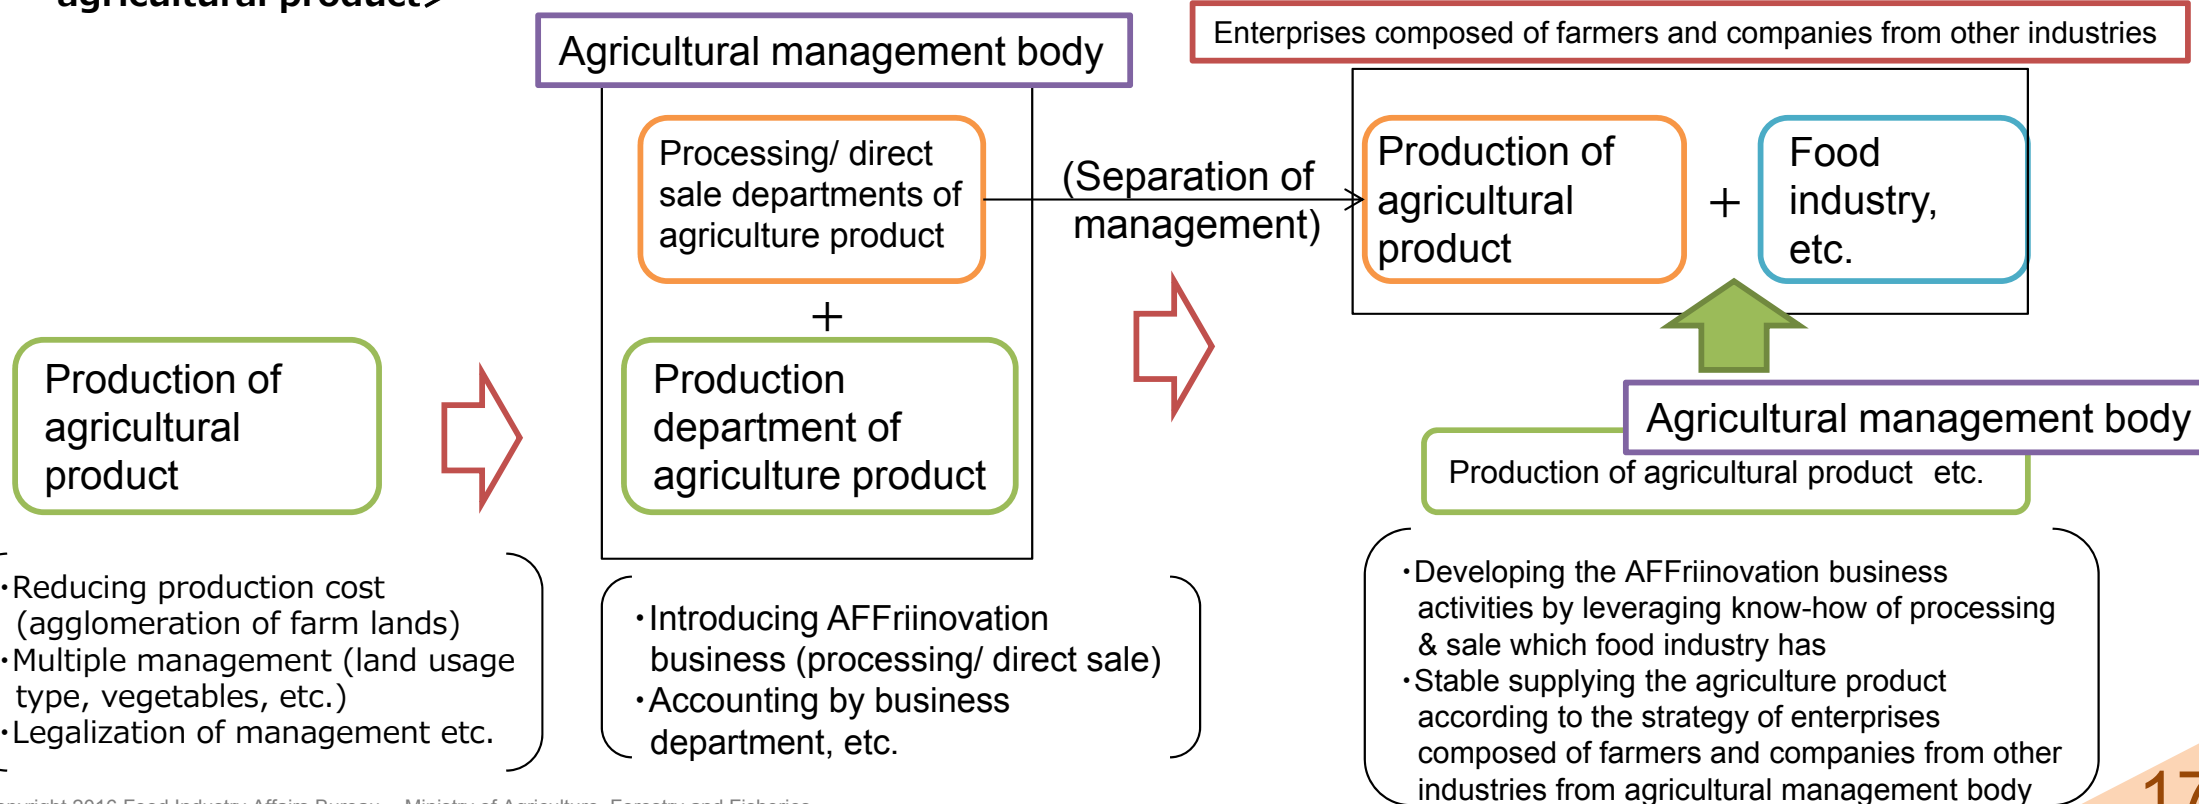 agricultural product>
Agricultural management body
Enterprises composed of farmers and companies from other industries
Processing/ direct
sale departments of
agriculture product
(Separation of
management)
Production of
agricultural
product
+
Food
industry,
etc.
+
Production of
agricultural
product
Production
department of
agriculture product
Agricultural management body
Production of agricultural product etc.
・Reducing production cost
(agglomeration of farm lands)
・Multiple management (land usage
type, vegetables, etc.)
・Legalization of management etc.
・Introducing AFFriinovation
business (processing/ direct sale)
・Accounting by business
department, etc.
・Developing the AFFriinovation business
activities by leveraging know-how of processing
& sale which food industry has
・Stable supplying the agriculture product
according to the strategy of enterprises
composed of farmers and companies from other
industries from agricultural management body
17